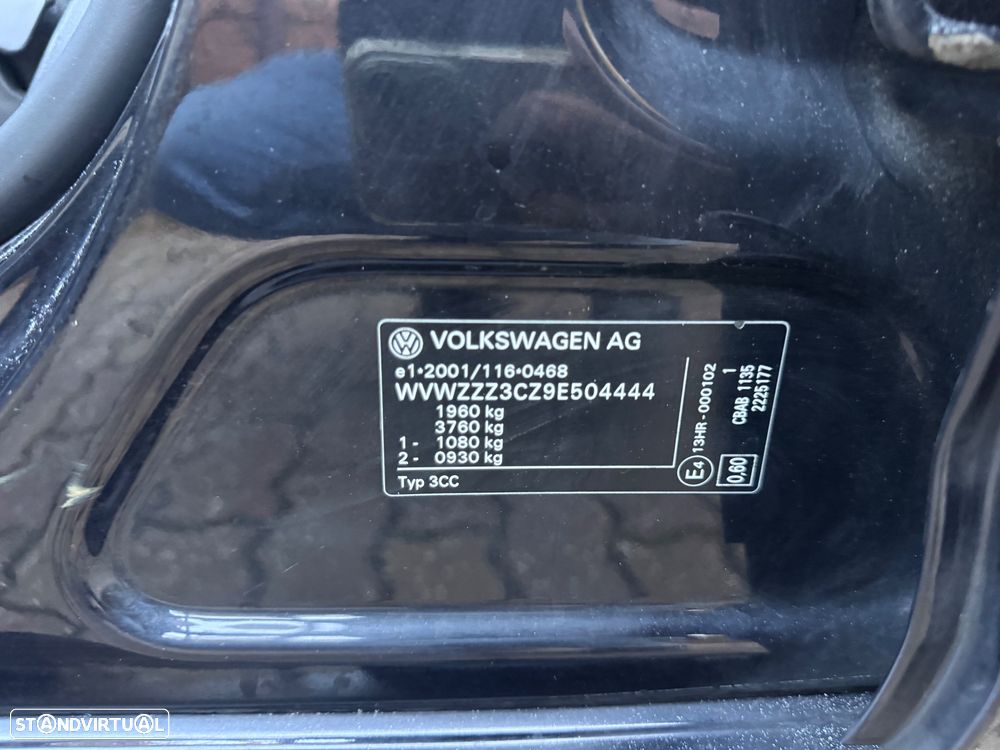 VOLKSWAGEN AG
e1*2001/116*0468
WVWZZZ3CZ9E504444
1960 kg
3760 kg
1 - 1080 kg
2 - 0930 kg
Typ 3CC
E4 13HR-000102
0,60
1
CBAB 1135
2225177
STANDVIRTUAL